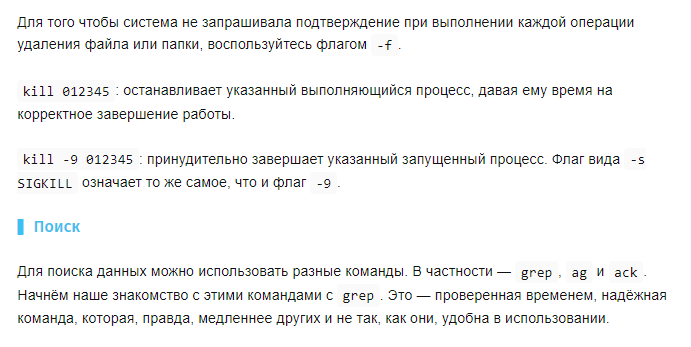 Для того чтобы система не запрашивала подтверждение при выполнении каждой операции
удаления файла или папки, воспользуйтесь флагом -f .
kill 012345 : останавливает указанный выполняющийся процесс, давая ему время на
корректное завершение работы.
kill -9 012345 : принудительно завершает указанный запущенный процесс. Флаг вида -s
SIGKILL означает то же самое, что и флаг -9 .
Поиск
Для поиска данных можно использовать разные команды. В частности — grep , ag и ack .
Начнём наше знакомство с этими командами с grep . Это — проверенная временем, надёжная
команда, которая, правда, медленнее других и не так, как они, удобна в использовании.